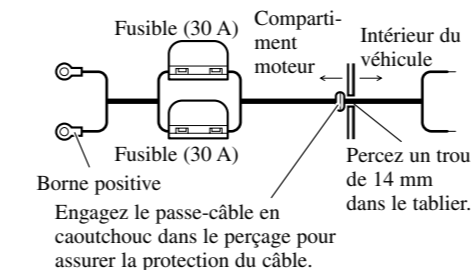 Fusible (30 A)
Comparti-
ment
moteur
Intérieur du
véhicule
Fusible (30 A)
Borne positive
Percez un trou
de 14 mm
dans le tablier.
Engagez le passe-câble en
caoutchouc dans le perçage pour
assurer la protection du câble.